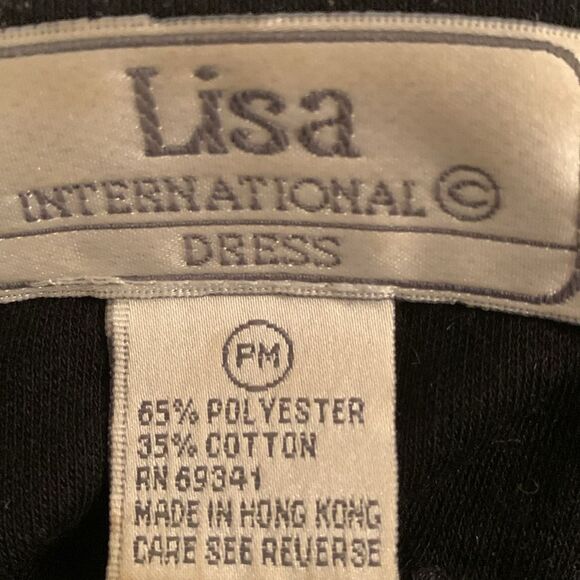 Lisa
INTERNATIONAL ©
DRESS
PM
65% POLYESTER
35% COTTON
RN 69341
MADE IN HONG KONG
CARE SEE REVERSE